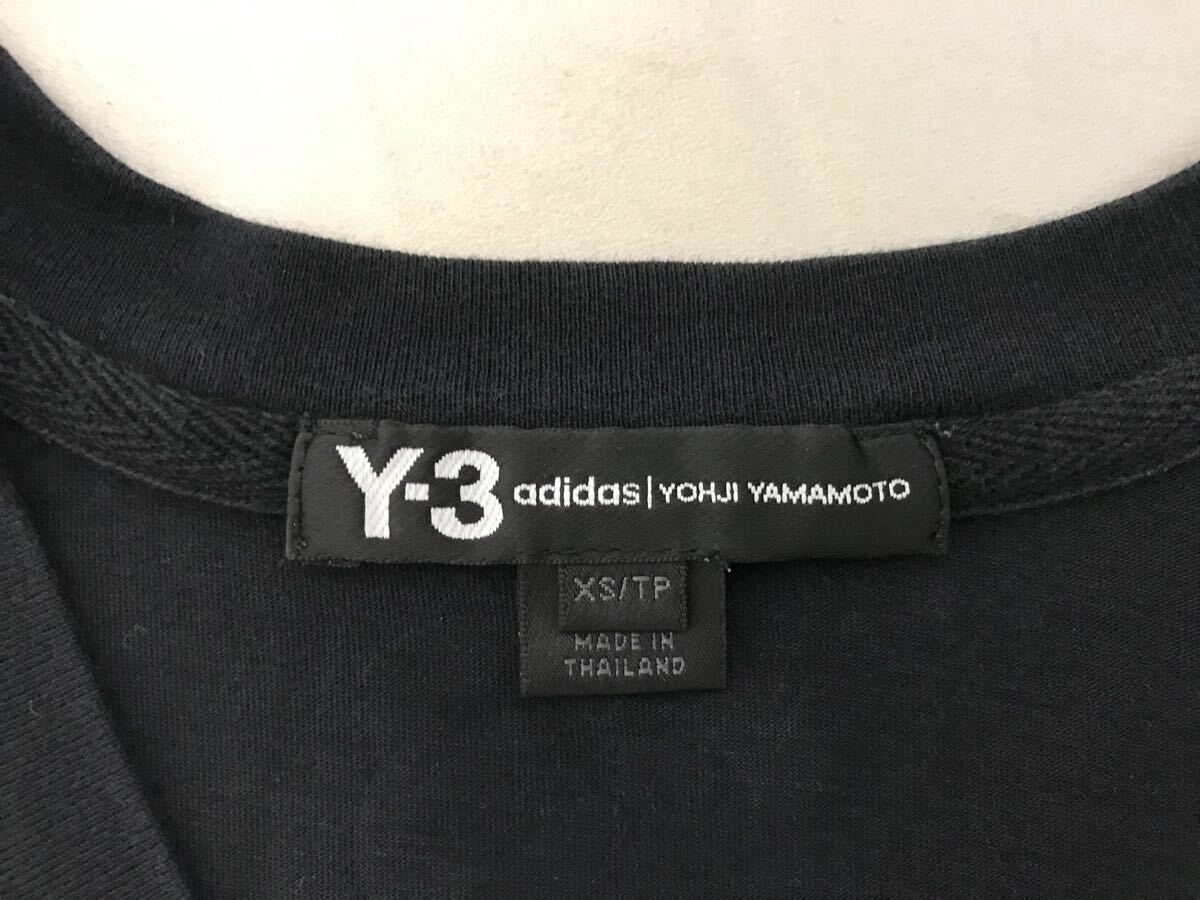 Y-3 adidas | YOHJI YAMAMOTO
XS/TP
MADE IN
THAILAND